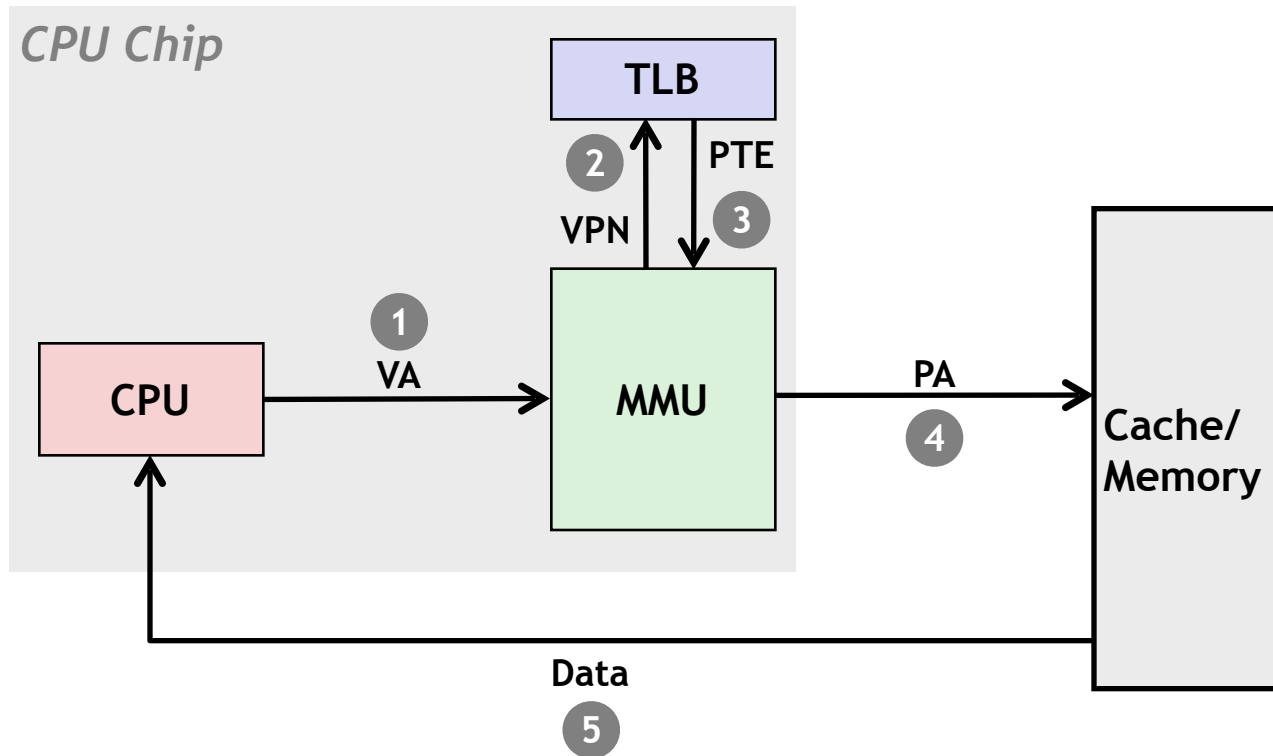 CPU Chip
TLB
2
PTE
VPN
3
1
VA
CPU
MMU
PA
4
Cache/
Memory
Data
5